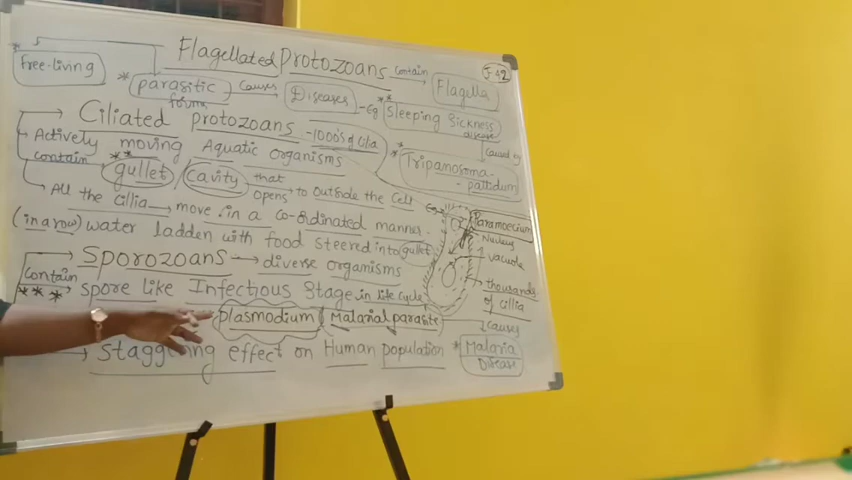 Flagellated Protozoans contain Flagella
free-living
* parasitic forms causes Diseases - Eg ** Sleeping Sickness disease
caused by
* Tripanosoma-
- pallidum
Ciliated protozoans - 1000's of Cilia
Actively moving Aquatic organisms
contain ** gullet / cavity that opens to outside the cell
All the cillia move in a co-ordinated manner. Eg Paramoecium
(in a row) water ladden with food steered into gullet
Nucleus
vacuole
thousands of cillia
Sporozoans → diverse organisms
contain
*** spore like Infectious Stage in life cycle
* plasmodium (Malarial parasite
causes
* Malaria Disease
effect on Human population